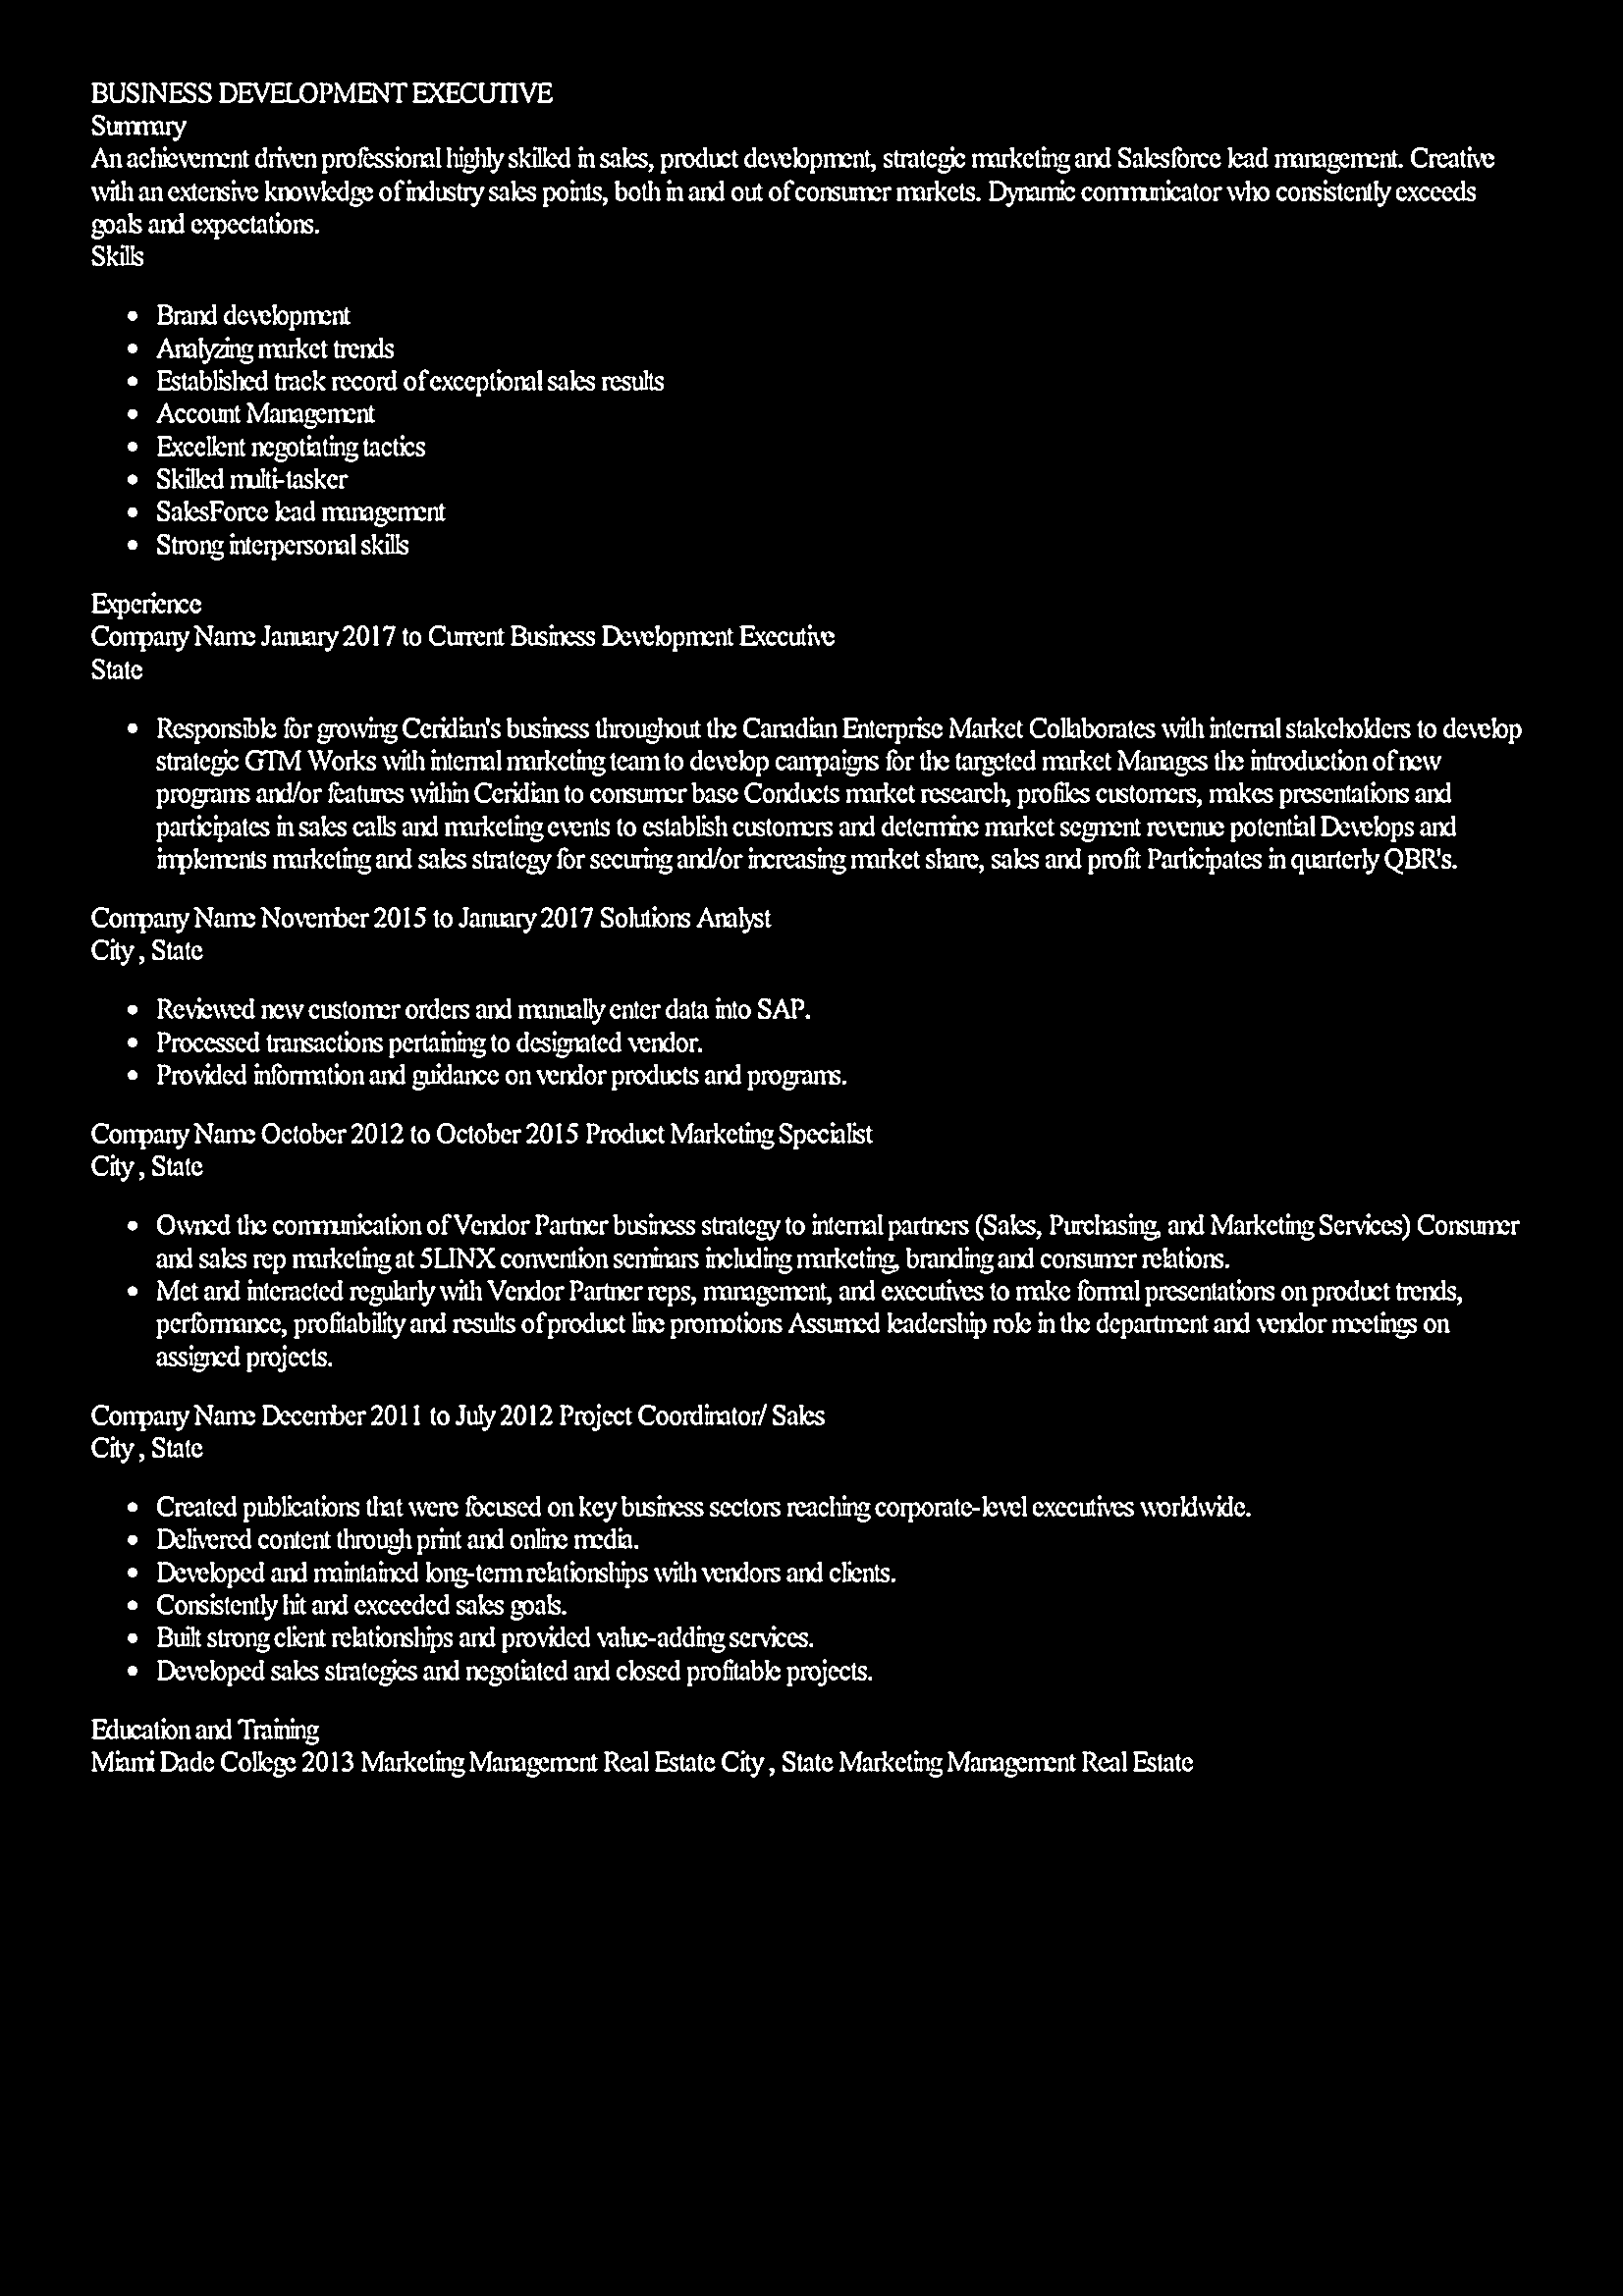 BUSINESS DEVELOPMENT EXECUTIVE
Summary
An achievement driven professional highly skilled in sales, product development, strategic marketing and Salesforce lead management. Creative
with an extensive knowledge of industry sales points, both in and out of consumer markets. Dynamic communicator who consistently exceeds
goals and expectations.
Skills
• Brand development
• Analyzing market trends
• Established track record of exceptional sales results
• Account Management
• Excellent negotiating tactics
• Skilled multi-tasker
• SalesForce lead management
• Strong interpersonal skills
Experience
Company Name January 2017 to Current Business Development Executive
State
• Responsible for growing Ceridian's business throughout the Canadian Enterprise Market Collaborates with internal stakeholders to develop
strategic GTM Works with internal marketing team to develop campaigns for the targeted market Manages the introduction of new
programs and/or features within Ceridian to consumer base Conducts market research, profiles customers, makes presentations and
participates in sales calls and marketing events to establish customers and determine market segment revenue potential Develops and
implements marketing and sales strategy for securing and/or increasing market share, sales and profit Participates in quarterly QBR's.
Company Name November 2015 to January 2017 Solutions Analyst
City , State
• Reviewed new customer orders and manually enter data into SAP.
• Processed transactions pertaining to designated vendor.
• Provided information and guidance on vendor products and programs.
Company Name October 2012 to October 2015 Product Marketing Specialist
City , State
• Owned the communication of Vendor Partner business strategy to internal partners (Sales, Purchasing, and Marketing Services) Consumer
and sales rep marketing at 5LINX convention seminars including marketing, branding and consumer relations.
• Met and interacted regularly with Vendor Partner reps, management, and executives to make formal presentations on product trends,
performance, profitability and results of product line promotions Assumed leadership role in the department and vendor meetings on
assigned projects.
Company Name December 2011 to July 2012 Project Coordinator/ Sales
City , State
• Created publications that were focused on key business sectors reaching corporate-level executives worldwide.
• Delivered content through print and online media.
• Developed and maintained long-term relationships with vendors and clients.
• Consistently hit and exceeded sales goals.
• Built strong client relationships and provided value-adding services.
• Developed sales strategies and negotiated and closed profitable projects.
Education and Training
Miami Dade College 2013 Marketing Management Real Estate City , State Marketing Management Real Estate